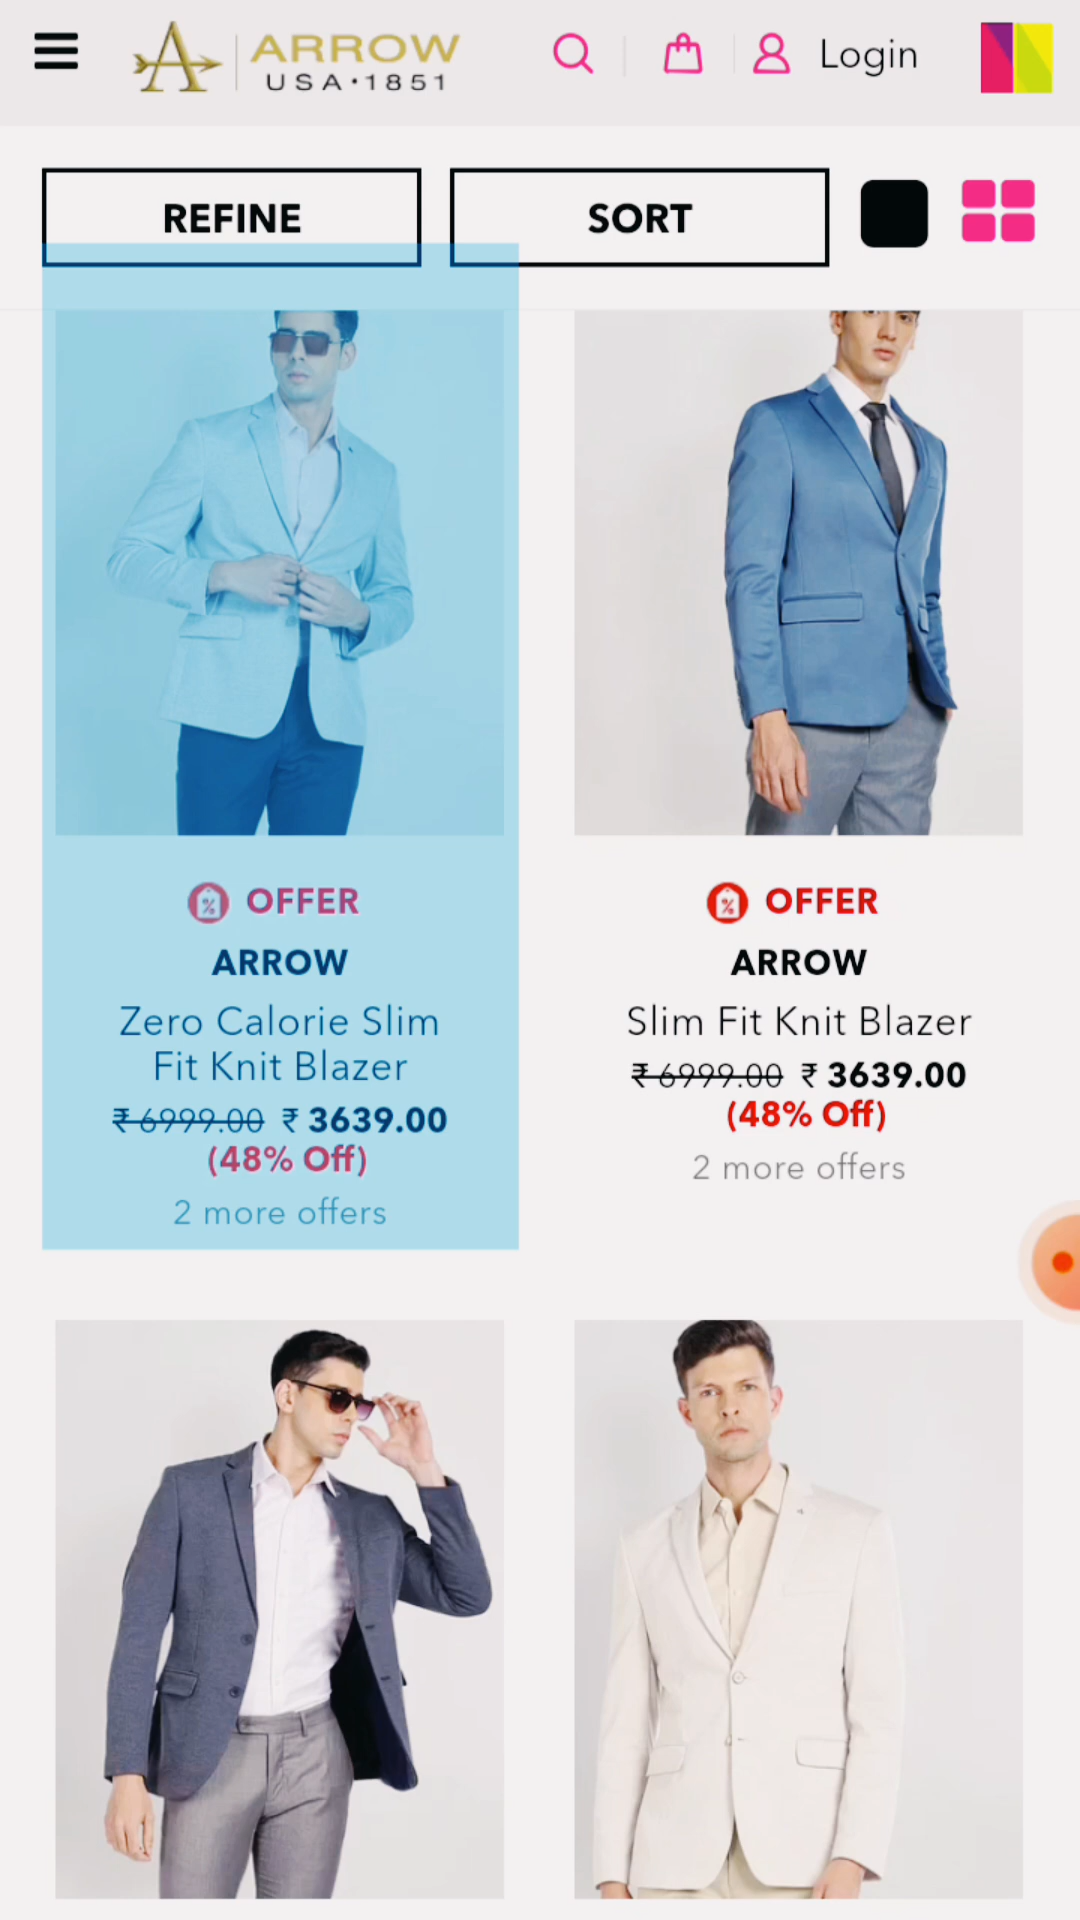 A ARROW
USA•1851
Login
REFINE
SORT
% OFFER
ARROW
Zero Calorie Slim
Fit Knit Blazer
₹ 6999.00 ₹ 3639.00
(48% Off)
2 more offers
% OFFER
ARROW
Slim Fit Knit Blazer
₹ 6999.00 ₹ 3639.00
(48% Off)
2 more offers